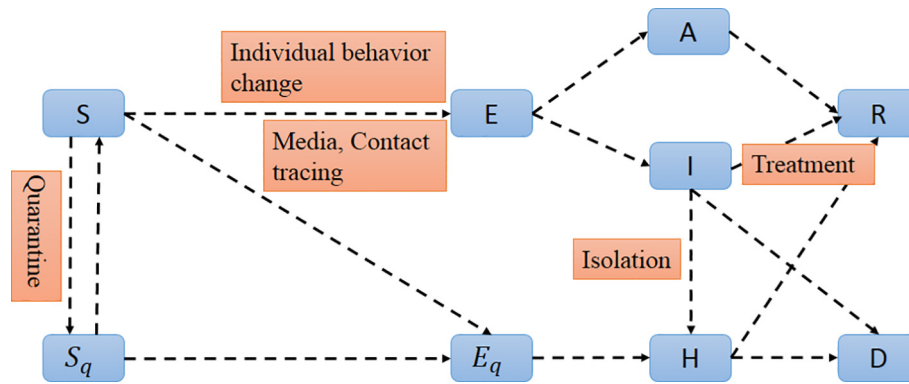 A
Individual behavior
change
S
E
R
Media, Contact
tracing
I
Treatment
Quarantine
Isolation
S_q
E_q
H
D